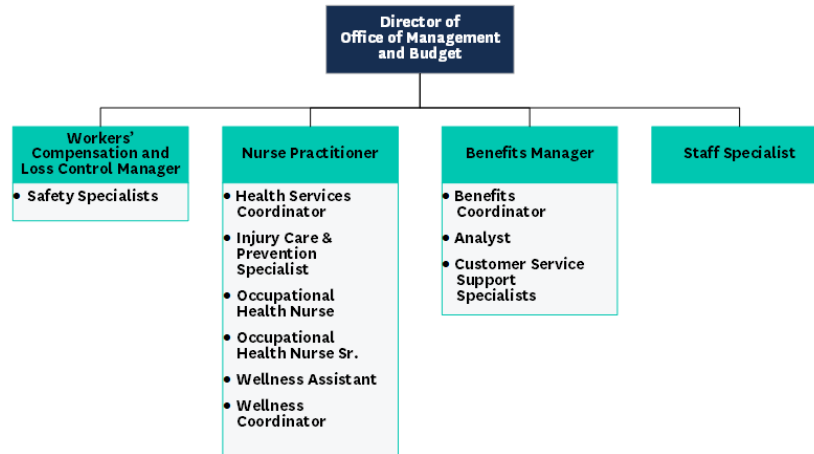 Director of
Office of Management
and Budget
Workers'
Compensation and
Loss Control Manager
• Safety Specialists
Nurse Practitioner
• Health Services
Coordinator
• Injury Care &
Prevention
Specialist
• Occupational
Health Nurse
• Occupational
Health Nurse Sr.
• Wellness Assistant
• Wellness
Coordinator
Benefits Manager
• Benefits
Coordinator
• Analyst
• Customer Service
Support
Specialists
Staff Specialist